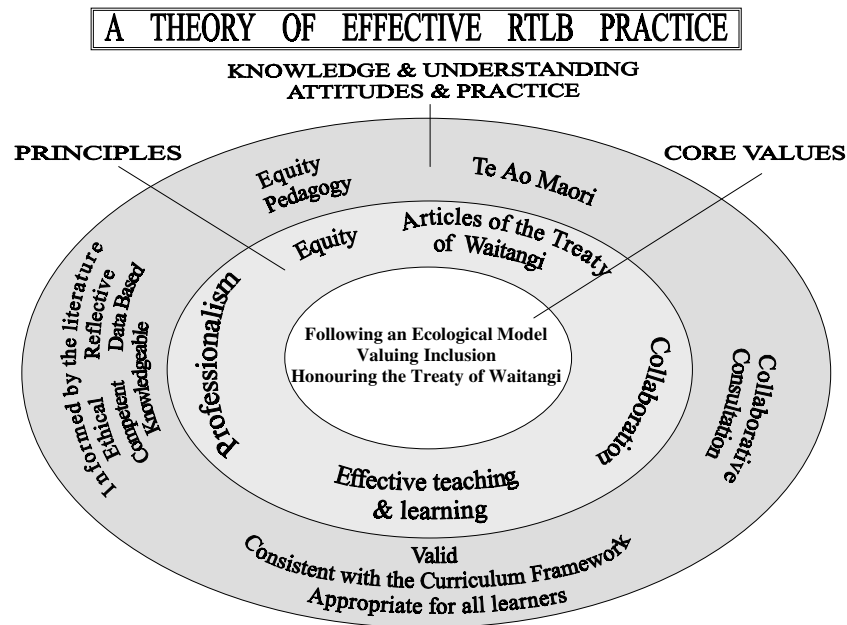 A THEORY OF EFFECTIVE RTLB PRACTICE
KNOWLEDGE & UNDERSTANDING
ATTITUDES & PRACTICE
PRINCIPLES
CORE VALUES
Equity
Pedagogy
Te Ao Maori
Equity
Articles of the Treaty
of Waitangi
Informed by the literature
Reflective
Ethical
Data Based
Competent
Knowledgeable
Professionalism
Following an Ecological Model
Valuing Inclusion
Honouring the Treaty of Waitangi
Collaboration
Collaborative
Consultation
Effective teaching
& learning
Valid
Consistent with the Curriculum Framework
Appropriate for all learners